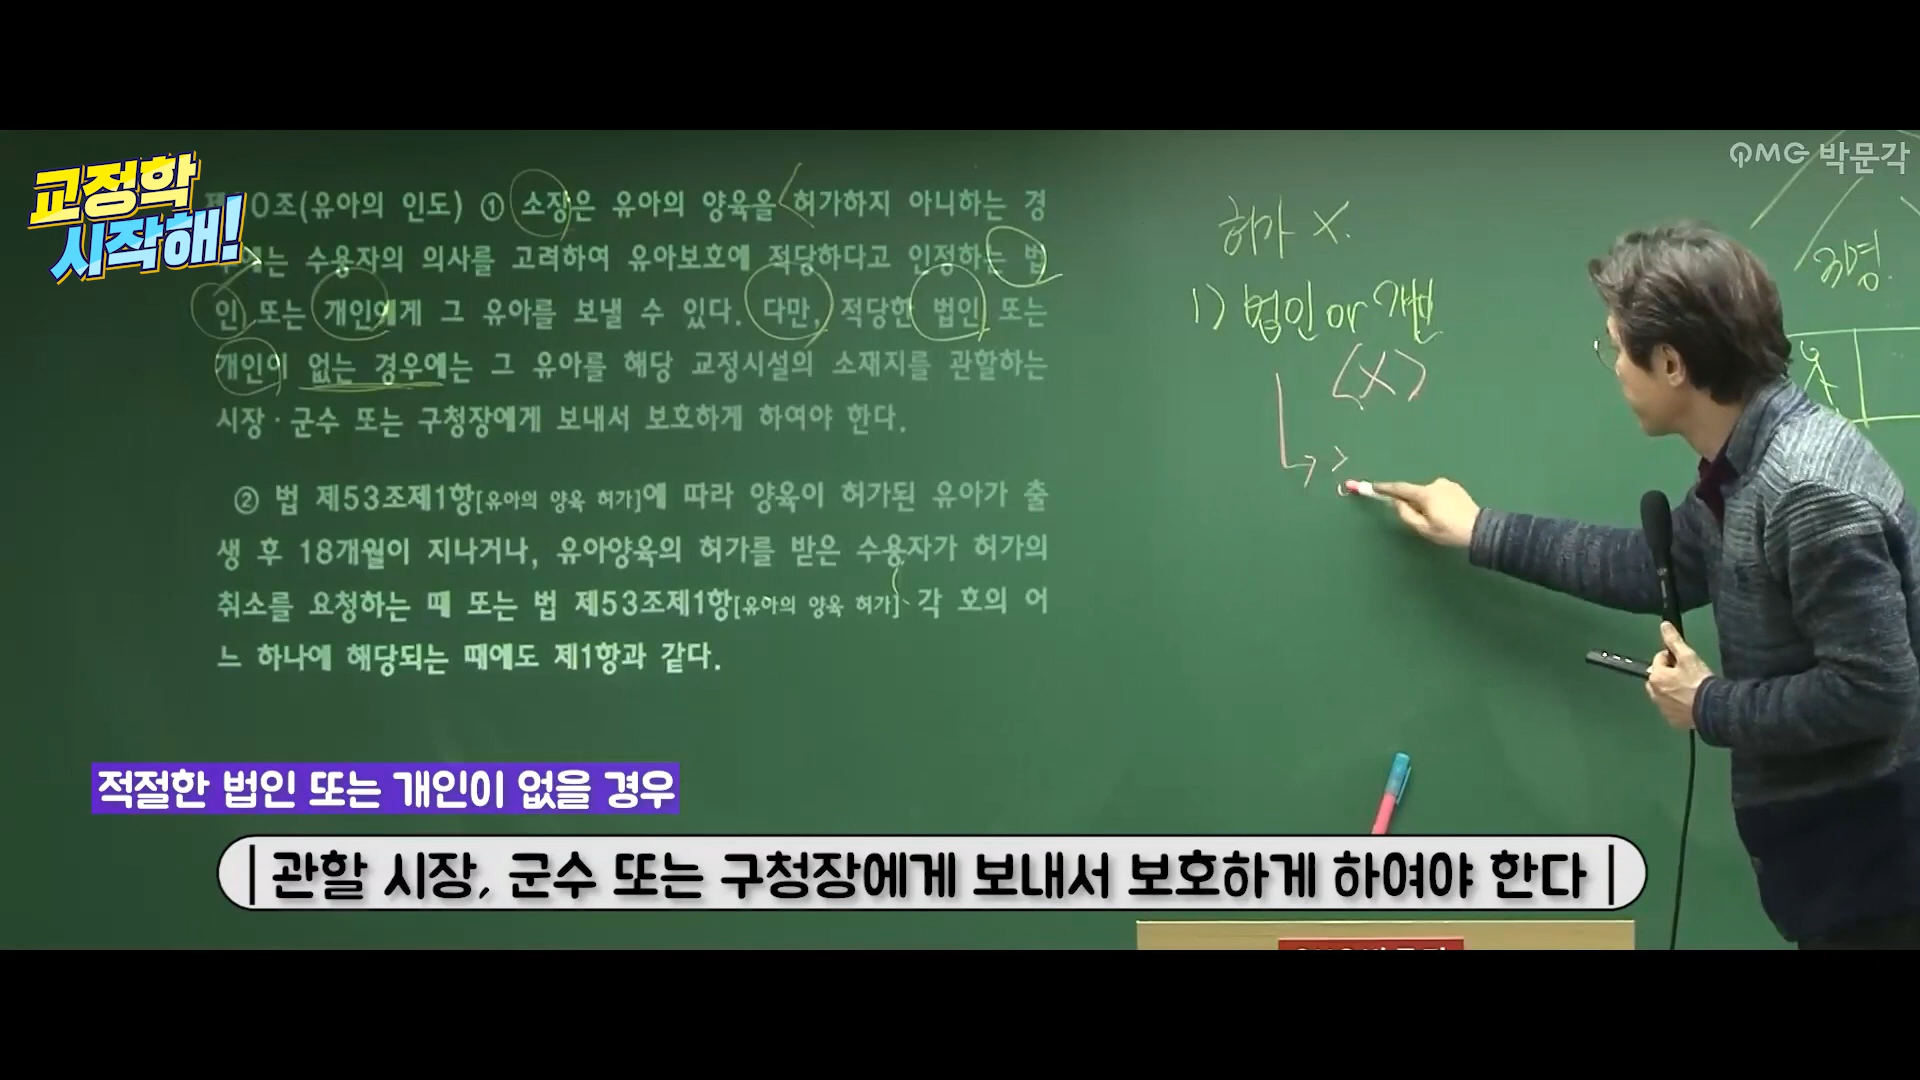 교정학
시작해!
PMG 박문각
0조(유아의 인도) ① 소장은 유아의 양육을 허가하지 아니하는 경
우에는 수용자의 의사를 고려하여 유아보호에 적당하다고 인정하는 법
인 또는 개인에게 그 유아를 보낼 수 있다. 다만, 적당한 법인 또는
개인이 없는 경우에는 그 유아를 해당 교정시설의 소재지를 관할하는
시장·군수 또는 구청장에게 보내서 보호하게 하여야 한다.
② 법 제53조제1항[유아의 양육 허가]에 따라 양육이 허가된 유아가 출
생 후 18개월이 지나거나, 유아양육의 허가를 받은 수용자가 허가의
취소를 요청하는 때 또는 법 제53조제1항[유아의 양육 허가] 각 호의 어
느 하나에 해당되는 때에도 제1항과 같다.
허가 X.
1) 법인 or 개인
(X)
적절한 법인 또는 개인이 없을 경우
관할 시장, 군수 또는 구청장에게 보내서 보호하게 하여야 한다